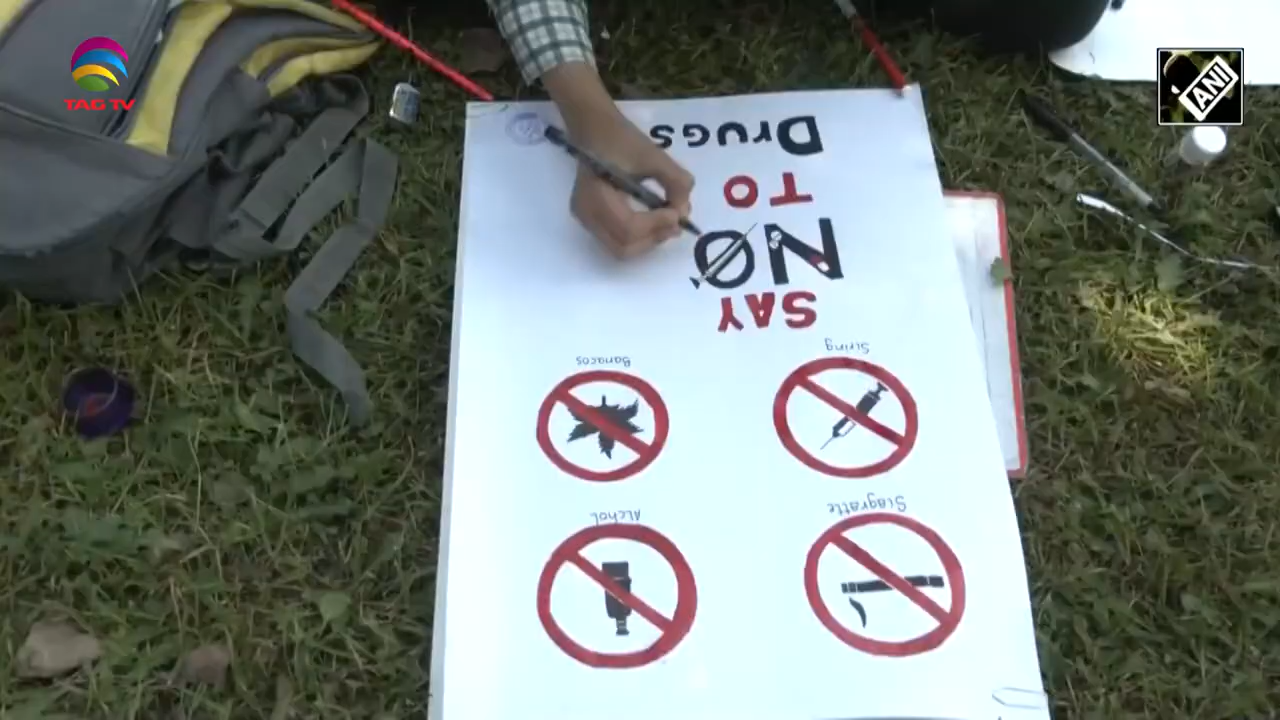 TAG TV
ANI
Siagratte
Alchol
Siring
Banacos
SAY
NO
TO
DrUGS